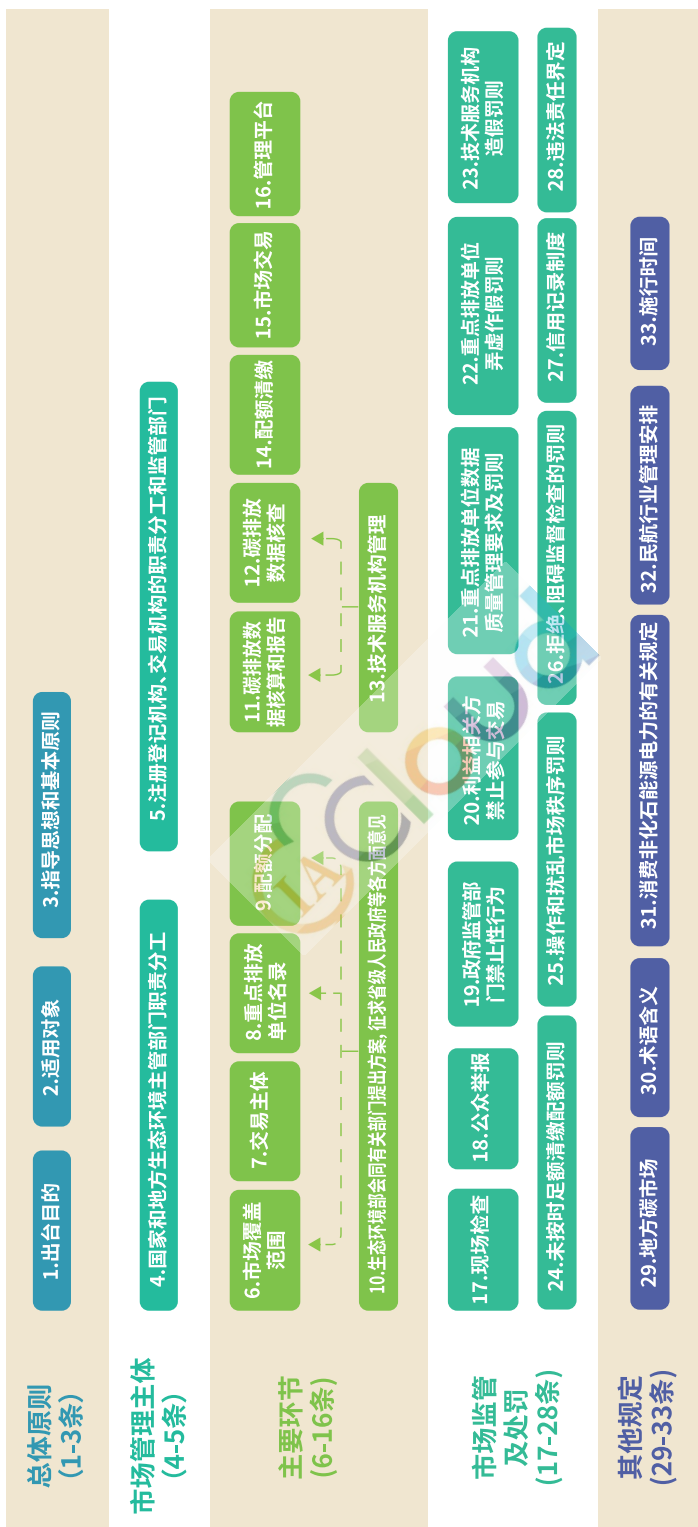 总体原则
(1-3条)
1.出台目的
2.适用对象
3.指导思想和基本原则
市场管理主体
(4-5条)
4.国家和地方生态环境主管部门职责分工
5.注册登记机构、交易机构的职责分工和监管部门
主要环节
(6-16条)
6.市场覆盖
范围
7.交易主体
8.重点排放
单位名录
9.配额分配
10.生态环境部会同有关部门提出方案,征求省级人民政府等各方面意见
11.碳排放数
据核算和报告
12.碳排放
数据核查
13.技术服务机构管理
14.配额清缴
15.市场交易
16.管理平台
市场监管
及处罚
(17-28条)
17.现场检查
18.公众举报
19.政府监管部
门禁止性行为
20.利益相关方
禁止参与交易
21.重点排放单位数据
质量管理要求及罚则
22.重点排放单位
弄虚作假罚则
23.技术服务机构
造假罚则
24.未按时足额清缴配额罚则
25.操作和扰乱市场秩序罚则
26.拒绝、阻碍监督检查的罚则
27.信用记录制度
28.违法责任界定
其他规定
(29-33条)
29.地方碳市场
30.术语含义
31.消费非化石能源电力的有关规定
32.民航行业管理安排
33.施行时间
IA
Cloud